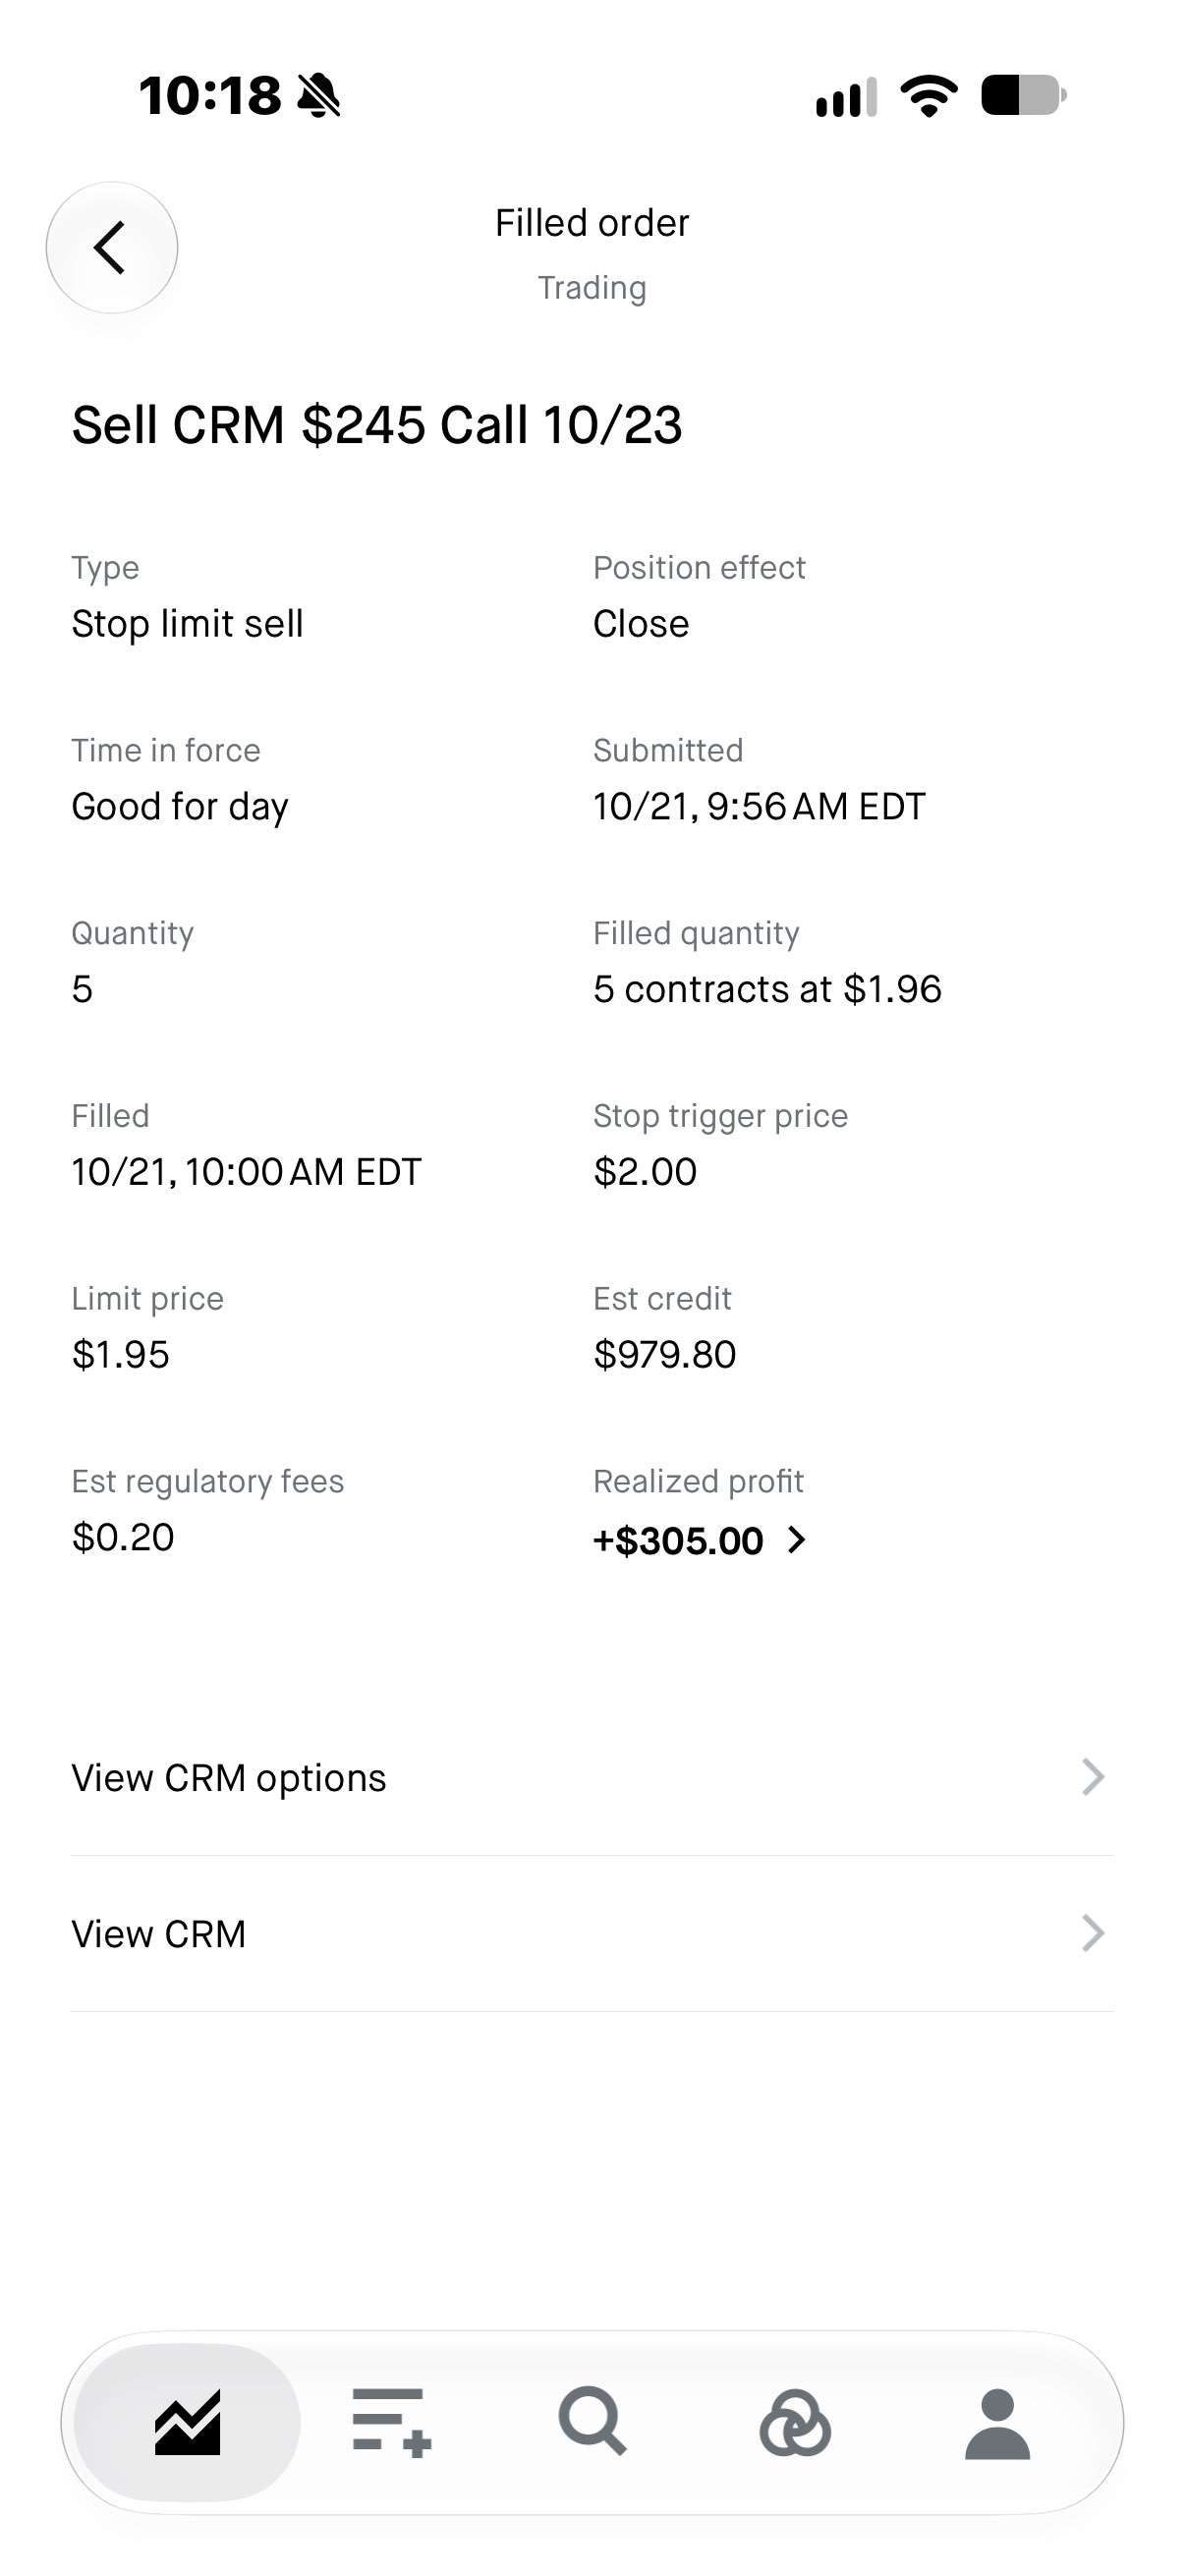 10:18
Filled order
Trading
Sell CRM $245 Call 10/23
Type
Position effect
Stop limit sell
Close
Time in force
Submitted
Good for day
10/21, 9:56 AM EDT
Quantity
Filled quantity
5
5 contracts at $1.96
Filled
Stop trigger price
10/21, 10:00 AM EDT
$2.00
Limit price
Est credit
$1.95
$979.80
Est regulatory fees
Realized profit
$0.20
+$305.00
View CRM options
View CRM